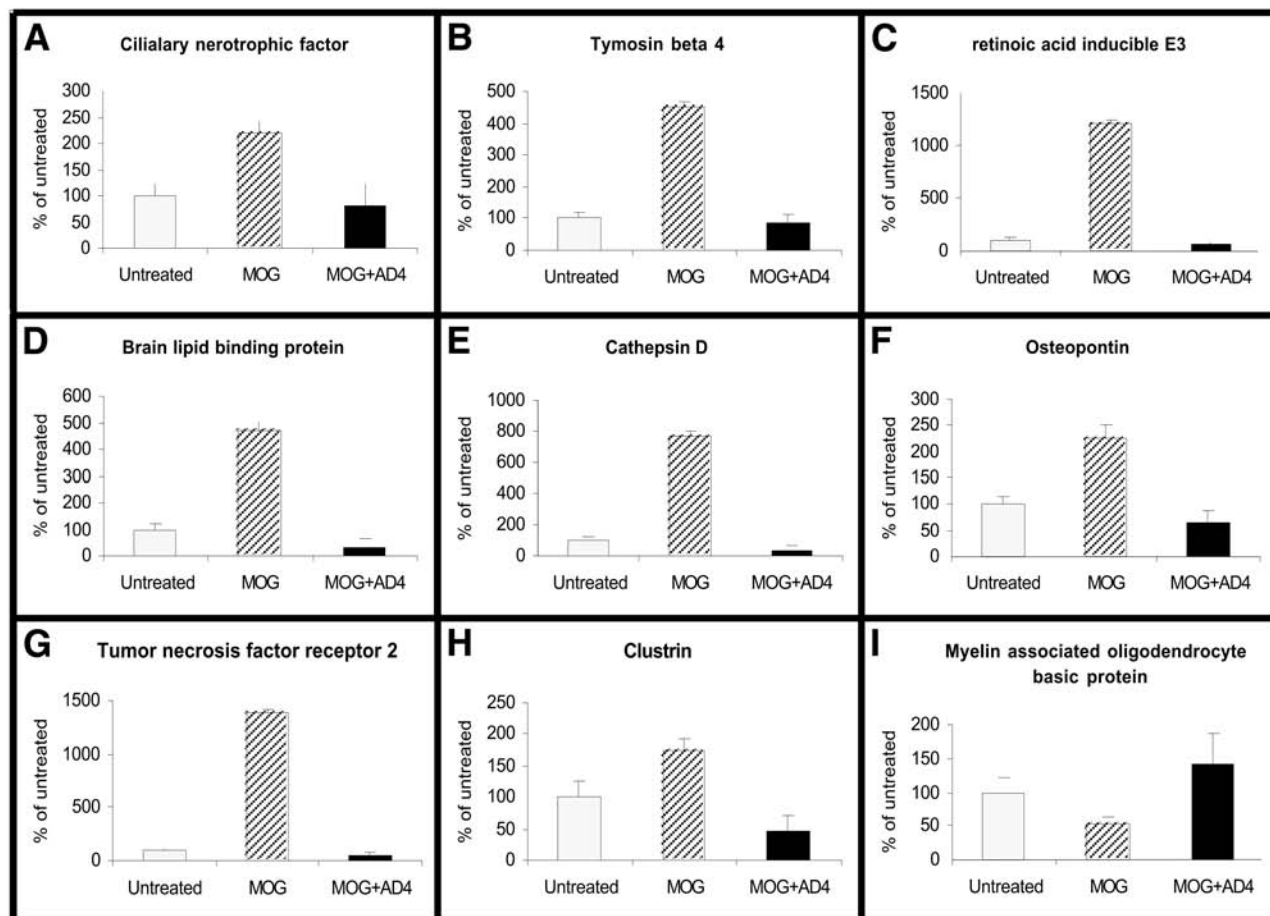 A
Cilialary nerotrophic factor
% of untreated
300
250
200
150
100
50
0
Untreated MOG MOG+AD4
B
Tymosin beta 4
% of untreated
500
400
300
200
100
0
Untreated MOG MOG+AD4
C
retinoic acid inducible E3
% of untreated
1500
1000
500
0
Untreated MOG MOG+AD4
D
Brain lipid binding protein
% of untreated
600
500
400
300
200
100
0
Untreated MOG MOG+AD4
E
Cathepsin D
% of untreated
1000
800
600
400
200
0
Untreated MOG MOG+AD4
F
Osteopontin
% of untreated
300
250
200
150
100
50
0
Untreated MOG MOG+AD4
G
Tumor necrosis factor receptor 2
% of untreated
1500
1000
500
0
Untreated MOG MOG+AD4
H
Clustrin
% of untreated
250
200
150
100
50
0
Untreated MOG MOG+AD4
I
Myelin associated oligodendrocyte
basic protein
% of untreated
200
150
100
50
0
Untreated MOG MOG+AD4